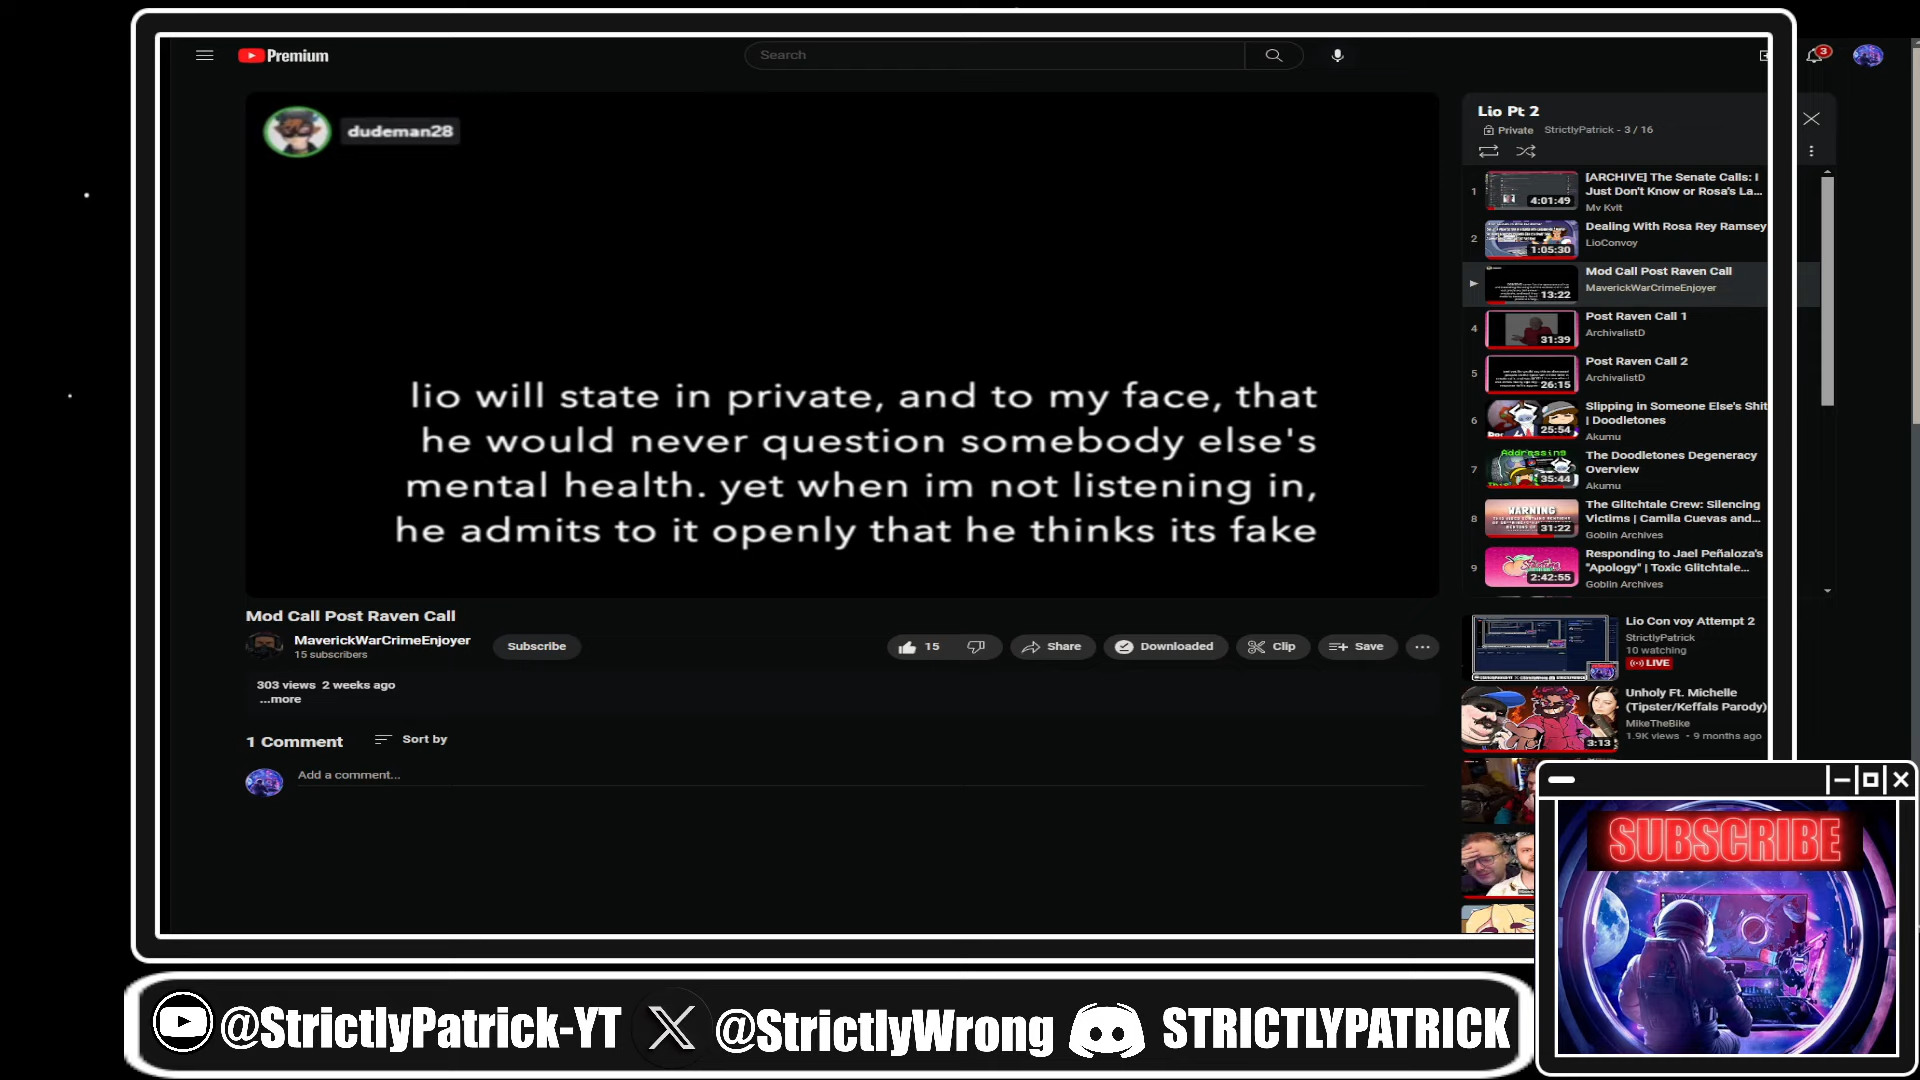 Premium
Search
3
dudeman28
lio will state in private, and to my face, that
he would never question somebody else's
mental health. yet when im not listening in,
he admits to it openly that he thinks its fake
Mod Call Post Raven Call
MaverickWarCrimeEnjoyer
15 subscribers
Subscribe
15
Share
Downloaded
Clip
Save
303 views 2 weeks ago
...more
1 Comment
Sort by
Add a comment...
Lio Pt 2
Private
StrictlyPatrick - 3 / 16
1
4:01:49
[ARCHIVE] The Senate Calls: I
Just Don't Know or Rosa's La...
Mv Kvlt
2
1:05:30
Dealing With Rosa Rey Ramsey
LioConvoy
13:22
Mod Call Post Raven Call
MaverickWarCrimeEnjoyer
4
31:39
Post Raven Call 1
ArchivalistD
5
26:15
Post Raven Call 2
ArchivalistD
6
25:54
Slipping in Someone Else's Shit
| Doodletones
Akumu
7
Addressing
35:44
The Doodletones Degeneracy
Overview
Akumu
8
WARNING
31:22
The Glitchtale Crew: Silencing
Victims | Camila Cuevas and...
Goblin Archives
9
2:42:55
Responding to Jael Peñaloza's
"Apology" | Toxic Glitchtale...
Goblin Archives
Lio Con voy Attempt 2
StrictlyPatrick
10 watching
LIVE
3:13
Unholy Ft. Michelle
(Tipster/Keffals Parody)
MikeTheBike
1.9K views • 9 months ago
SUBSCRIBE
@StrictlyPatrick-YT
@StrictlyWrong
STRICTLYPATRICK